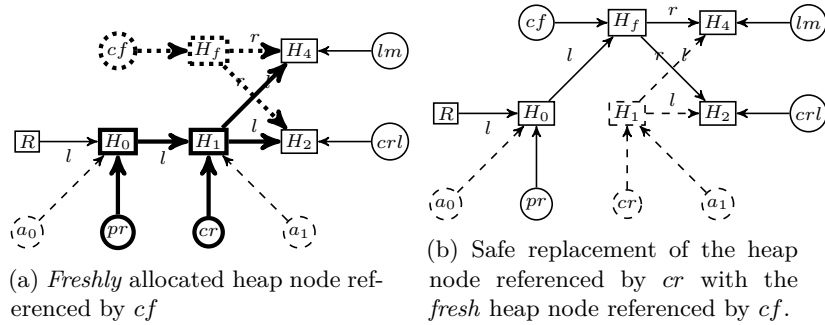 cf
H_f
r
H_4
lm
r
l
R
l
H_0
l
H_1
l
H_2
crl
a_0
pr
cr
a_1
(a) Freshly allocated heap node ref-
erenced by cf
cf
H_f
r
H_4
lm
l
r
l
R
l
H_0
H_1
l
H_2
crl
a_0
pr
cr
a_1
(b) Safe replacement of the heap
node referenced by cr with the
fresh heap node referenced by cf.